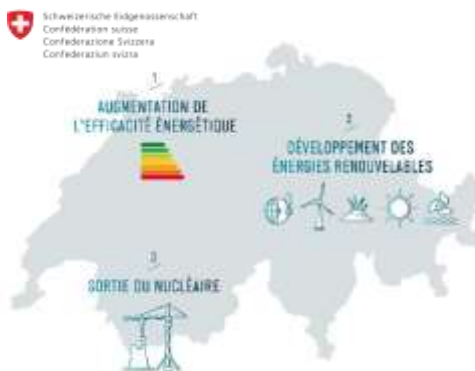 Schweizerische Eidgenossenschaft
Confédération suisse
Confederazione Svizzera
Confederaziun svizra
1
AUGMENTATION DE
L'EFFICACITÉ ÉNERGÉTIQUE
2
DÉVELOPPEMENT DES
ÉNERGIES RENOUVELABLES
3
SORTIE DU NUCLÉAIRE